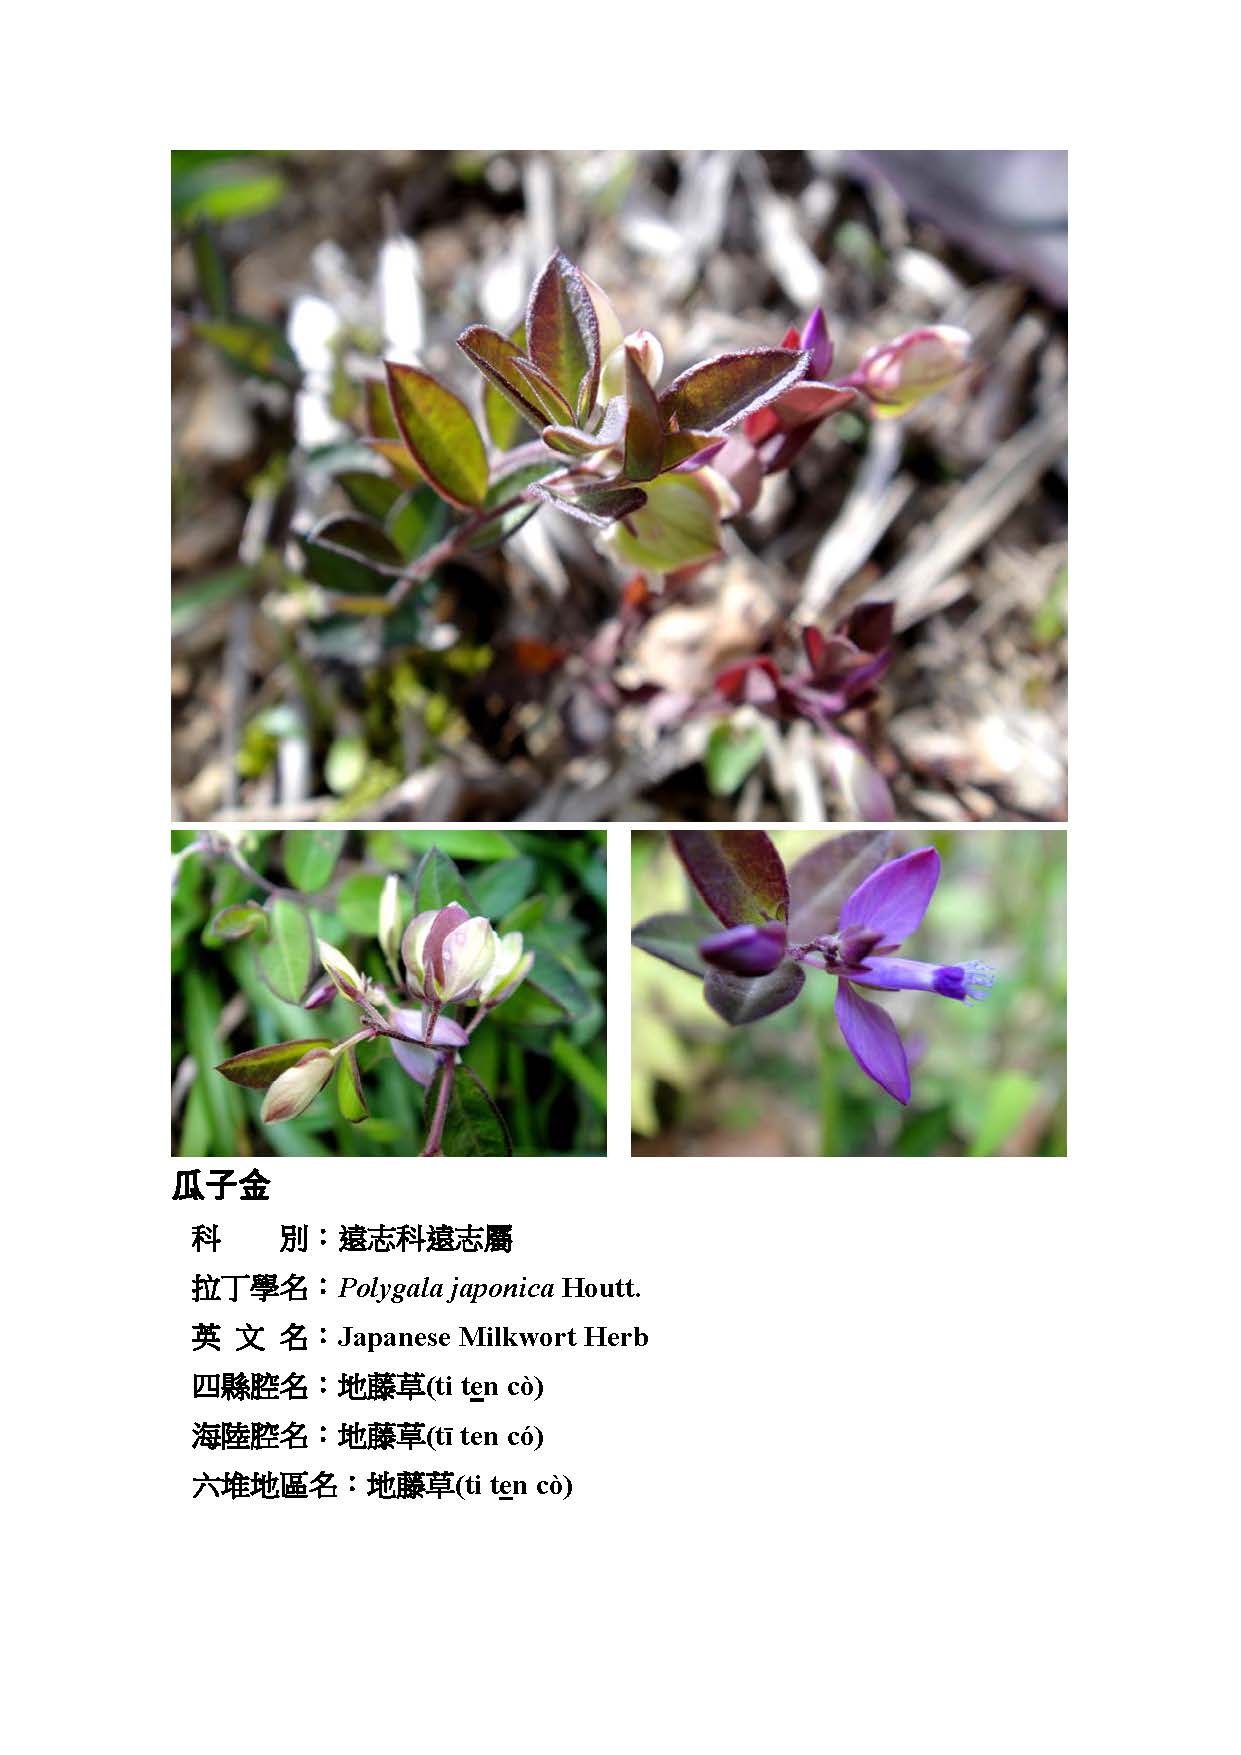 瓜子金
科　　別：遠志科遠志屬
拉丁學名：Polygala japonica Houtt.
英 文 名：Japanese Milkwort Herb
四縣腔名：地藤草(ti te̲n cò)
海陸腔名：地藤草(tī ten có)
六堆地區名：地藤草(ti te̲n cò)